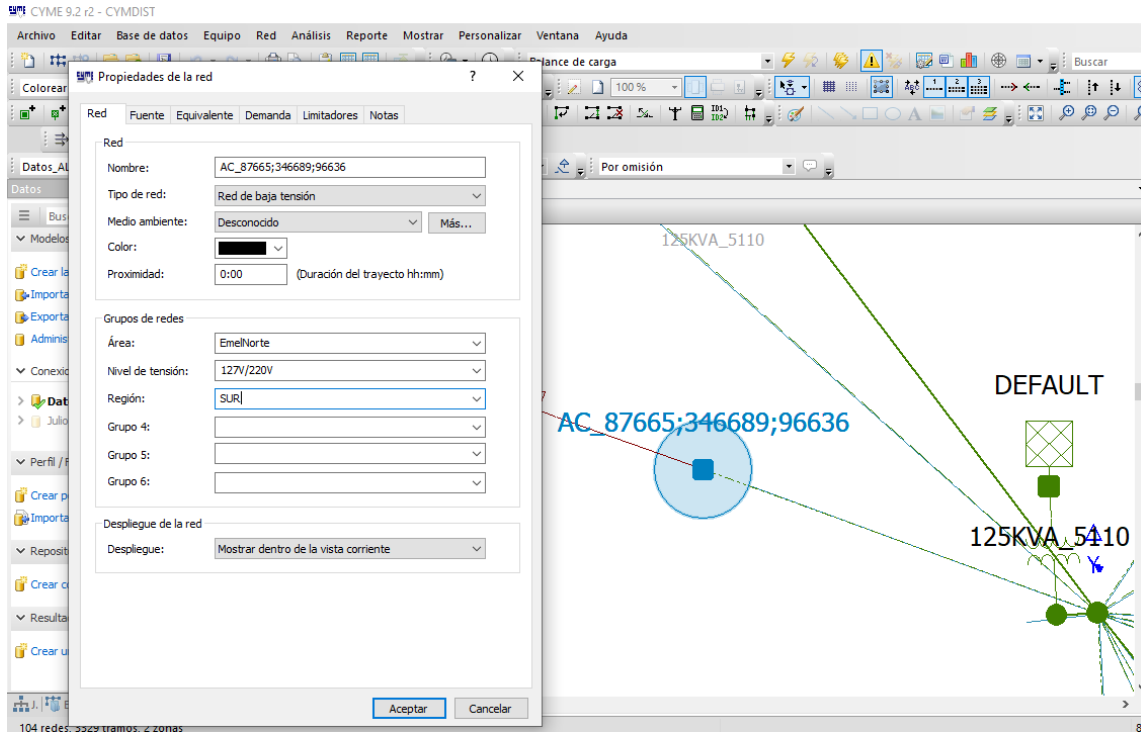 CYME 9.2 r2 - CYMDIST
Archivo Editar Base de datos Equipo Red Análisis Reporte Mostrar Personalizar Ventana Ayuda
Balance de carga
Buscar
Propiedades de la red ? ×
Colorear
100 %
Red Fuente Equivalente Demanda Limitadores Notas
Datos_AL
Por omisión
Datos
Red
Nombre: AC_87665;346689;96636
Tipo de red: Red de baja tensión
Medio ambiente: Desconocido Más...
Color:
Proximidad: 0:00 (Duración del trayecto hh:mm)
Grupos de redes
Área: EmelNorte
Nivel de tensión: 127V/220V
Región: SUR
Grupo 4:
Grupo 5:
Grupo 6:
Despliegue de la red
Despliegue: Mostrar dentro de la vista corriente
Aceptar Cancelar
Bus
Modelos
Crear la
Importa
Exporta
Adminis
Conexic
Dat
Julio
Perfil / F
Crear p
Importa
Reposit
Crear co
Resulta
Crear u
J.
104 redes, 3329 tramos, 2 zonas
125KVA_5110
AC_87665;346689;96636
DEFAULT
125KVA_5110